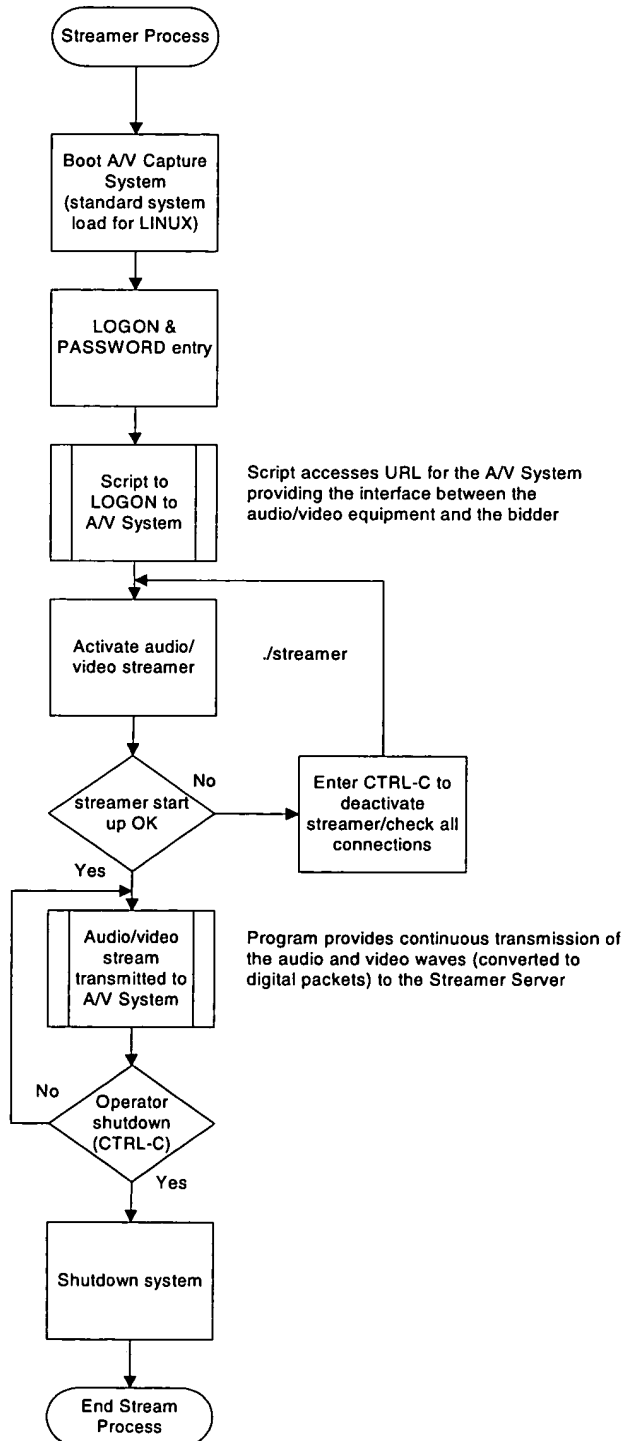 Streamer Process
Boot A/V Capture
System
(standard system
load for LINUX)
LOGON &
PASSWORD entry
Script to
LOGON to
A/V System
Script accesses URL for the A/V System
providing the interface between the
audio/video equipment and the bidder
Activate audio/
video streamer
./streamer
No
streamer start
up OK
Enter CTRL-C to
deactivate
streamer/check all
connections
Yes
Audio/video
stream
transmitted to
A/V System
Program provides continuous transmission of
the audio and video waves (converted to
digital packets) to the Streamer Server
No
Operator
shutdown
(CTRL-C)
Yes
Shutdown system
End Stream
Process